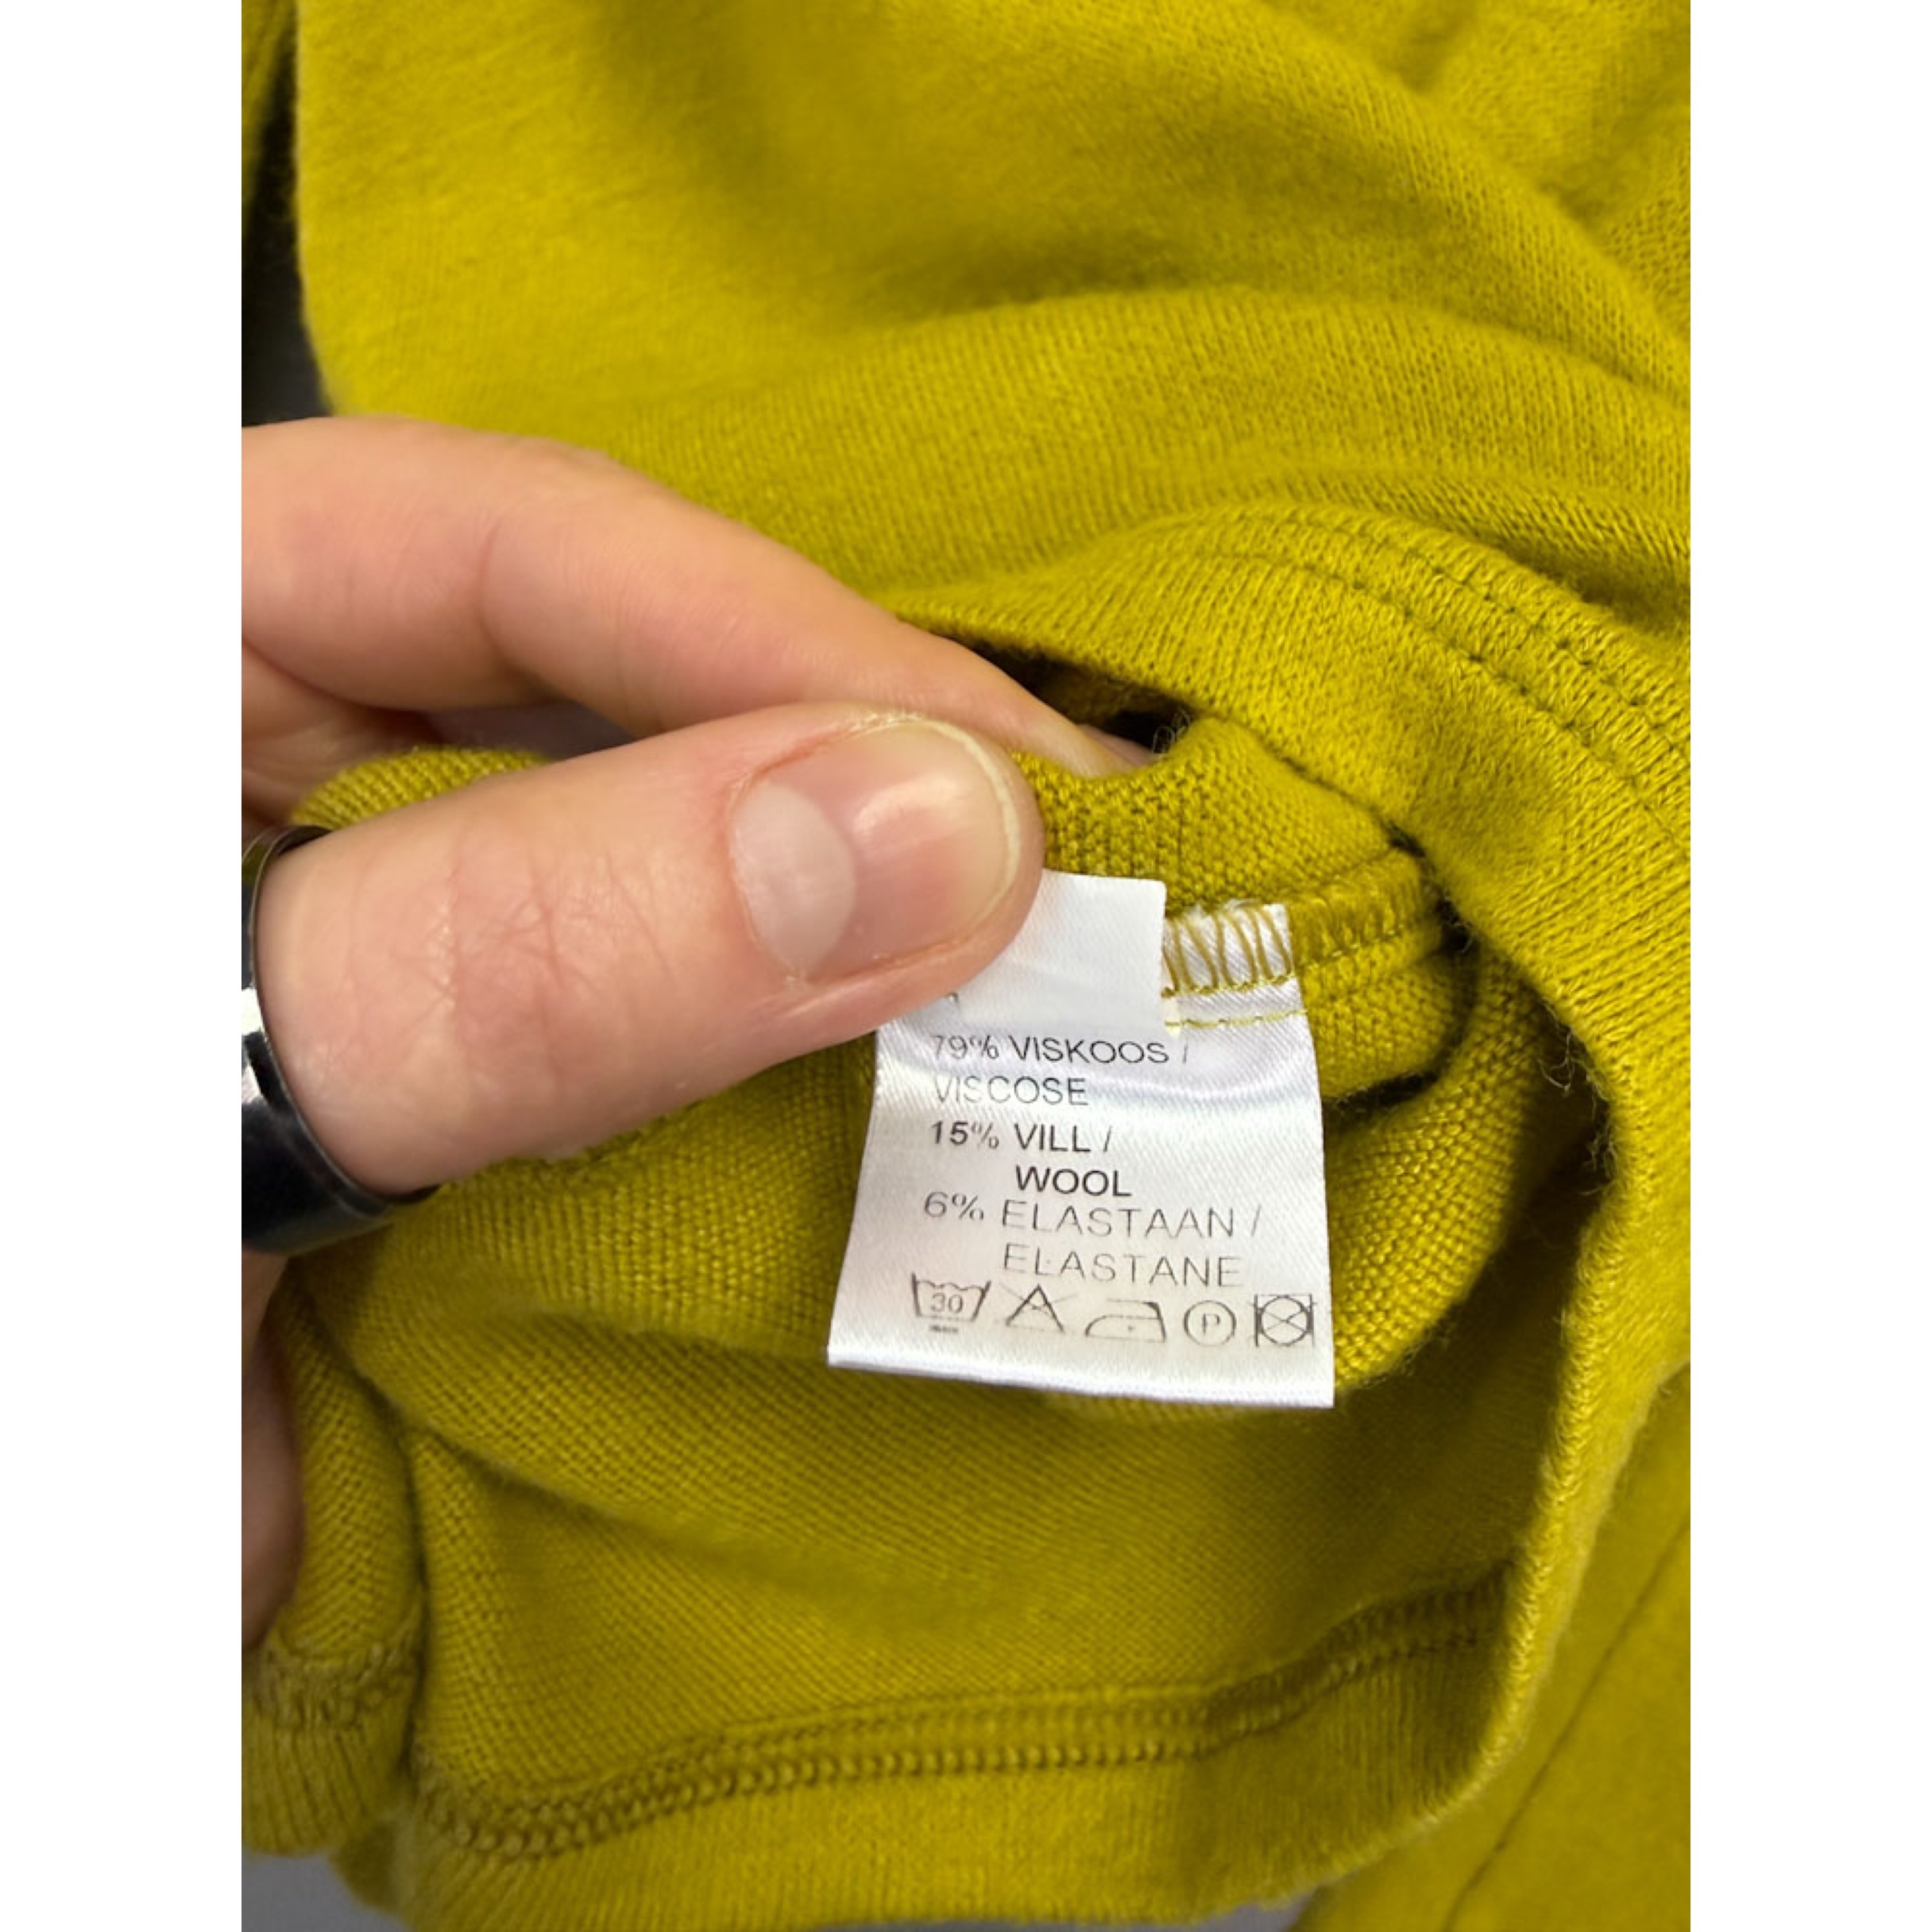 79% VISKOOS /
VISCOSE
15% VILL /
WOOL
6% ELASTAAN /
ELASTANE
30 P